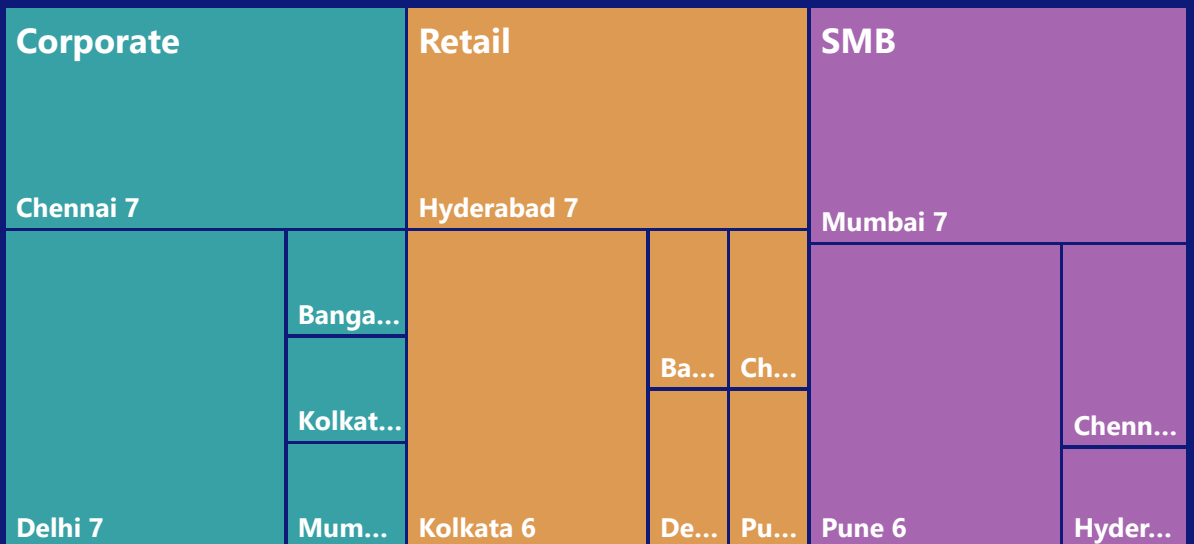 Corporate
Chennai 7
Delhi 7
Banga...
Kolkat...
Mum...
Retail
Hyderabad 7
Kolkata 6
Ba...
Ch...
De...
Pu...
SMB
Mumbai 7
Pune 6
Chenn...
Hyder...